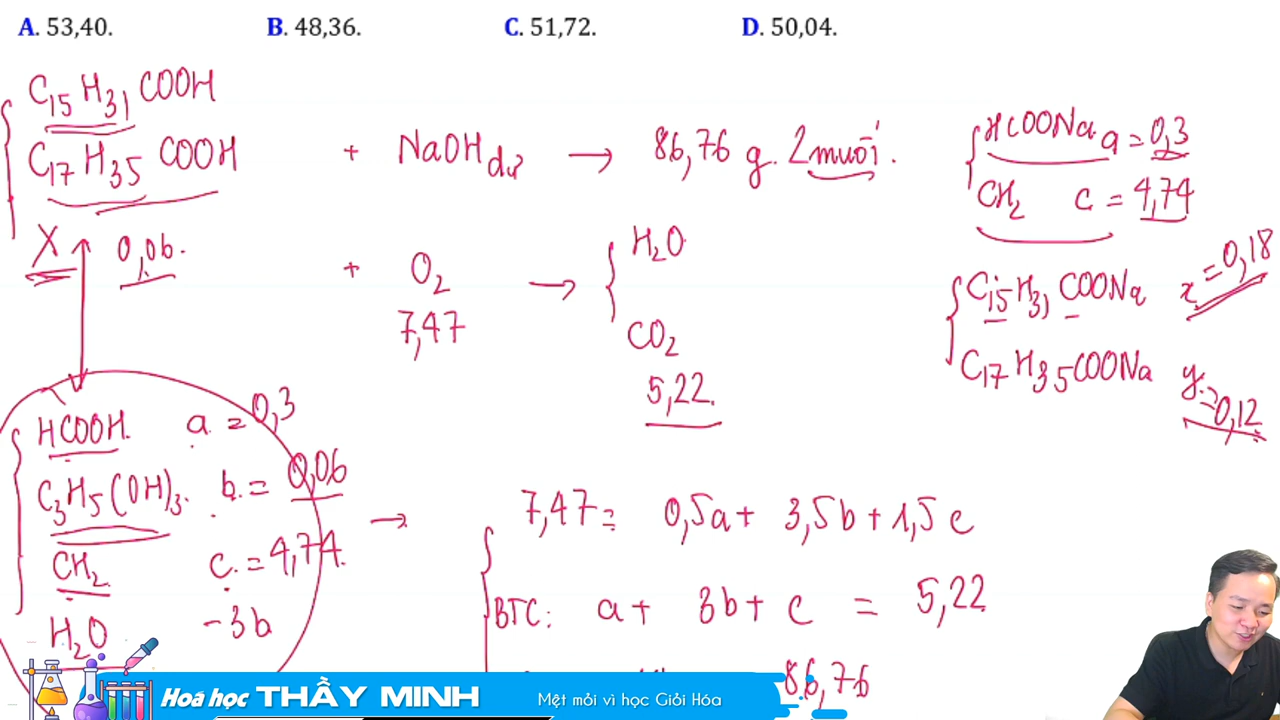 A. 53,40. B. 48,36. C. 51,72. D. 50,04.
C15H31COOH
C17H35COOH + NaOH dư → 86,76 g. 2 muối.
X 0,06. + O2 → H2O
7,47 CO2
5,22.
HCOONa a = 0,3
CH2 c = 4,74
C15H31COONa x = 0,18
C17H35COONa y = 0,12
HCOOH. a = 0,3
C3H5(OH)3. b. = 0,06
CH2 c. = 4,74.
H2O -3b
→ 7,47 = 0,5a + 3,5b + 1,5c
BTC: a + 3b + c = 5,22
86,76
Hoá học THẦY MINH
Mệt mỏi vì học Giỏi Hóa